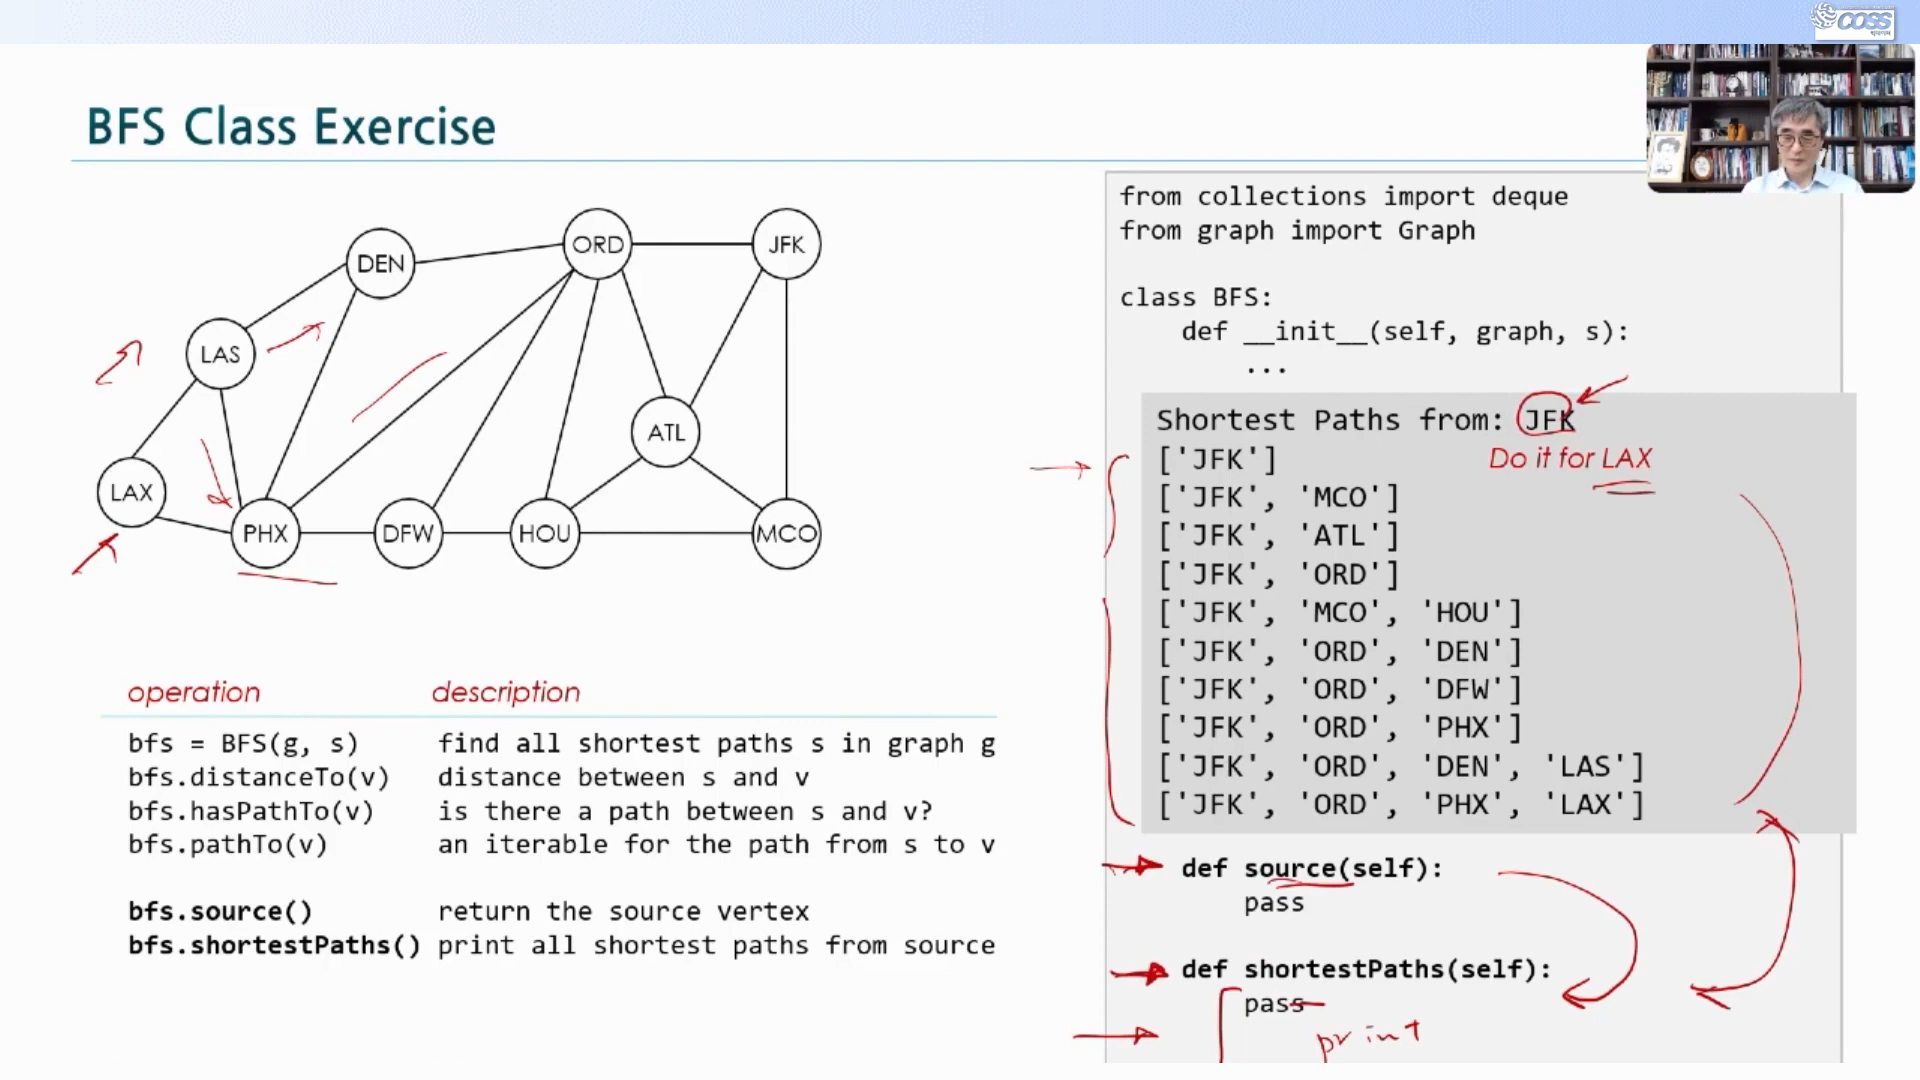 COSS
BFS Class Exercise
DEN
ORD
JFK
LAS
ATL
LAX
PHX
DFW
HOU
MCO
operation description
bfs = BFS(g, s) find all shortest paths s in graph g
bfs.distanceTo(v) distance between s and v
bfs.hasPathTo(v) is there a path between s and v?
bfs.pathTo(v) an iterable for the path from s to v
bfs.source() return the source vertex
bfs.shortestPaths() print all shortest paths from source
from collections import deque
from graph import Graph
class BFS:
def __init__(self, graph, s):
...
Shortest Paths from: JFK
['JFK'] Do it for LAX
['JFK', 'MCO']
['JFK', 'ATL']
['JFK', 'ORD']
['JFK', 'MCO', 'HOU']
['JFK', 'ORD', 'DEN']
['JFK', 'ORD', 'DFW']
['JFK', 'ORD', 'PHX']
['JFK', 'ORD', 'DEN', 'LAS']
['JFK', 'ORD', 'PHX', 'LAX']
def source(self):
pass
def shortestPaths(self):
pass
print